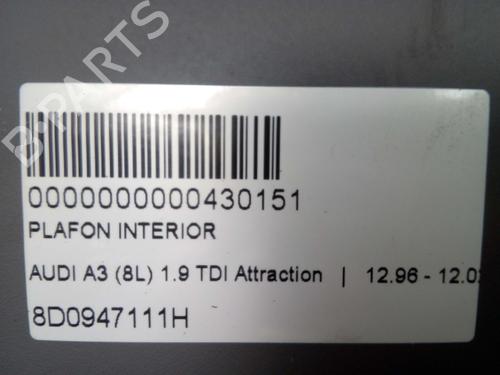 B-PARTS
0000000000430151
PLAFON INTERIOR
AUDI A3 (8L) 1.9 TDI Attraction | 12.96 - 12.0
8D0947111H